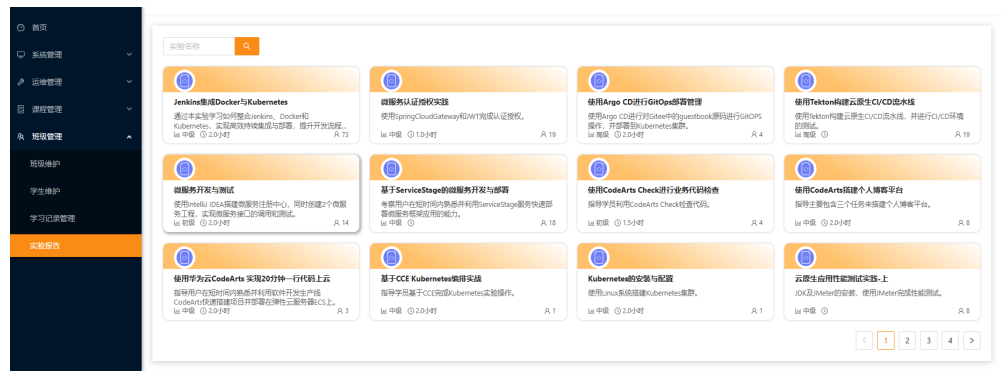 首页
系统管理
运维管理
课程管理
班级管理
班级维护
学生维护
学习记录管理
实验报告
实验名称
Jenkins集成Docker与Kubernetes
通过本实验学习如何整合Jenkins、Docker和
Kubernetes，实现高效持续集成与部署，提升开发流程...
中级 2.0小时 73
微服务认证授权实践
使用SpringCloudGateway和JWT完成认证授权。
中级 1.0小时 19
使用Argo CD进行GitOps部署管理
使用Argo CD进行对Gitee中的guestbook源码进行GITOPS
操作，并部署到Kubernetes集群。
高级 2.0小时 4
使用Tekton构建云原生CI/CD流水线
使用Tekton构建云原生CI/CD流水线，并进行CI/CD环境
的测试。
高级 19
微服务开发与测试
使用IntelliJ IDEA搭建微服务注册中心，同时创建2个微服
务工程，实现微服务接口的调用和测试。
初级 2.0小时 14
基于ServiceStage的微服务开发与部署
考察用户在短时间内熟悉并利用ServiceStage服务快速部
署微服务框架应用的能力。
中级 18
使用CodeArts Check进行业务代码检查
指导学员利用CodeArts Check检查代码。
初级 1.5小时 4
使用CodeArts搭建个人博客平台
指导主要包含三个任务来搭建个人博客平台。
中级 2.0小时 8
使用华为云CodeArts 实现20分钟一行代码上云
指导用户在短时间内熟悉并利用软件开发生产线
CodeArts快速搭建项目并部署在弹性云服务器ECS上。
中级 2.0小时 3
基于CCE Kubernetes编排实战
指导学员基于CCE完成Kubernetes实验操作。
中级 2.0小时 1
Kubernetes的安装与配置
使用Linux系统搭建Kubernetes集群。
中级 2.0小时 1
云原生应用性能测试实践-上
JDK及JMeter的安装，使用JMeter完成性能测试。
中级 8
< 1 2 3 4 >